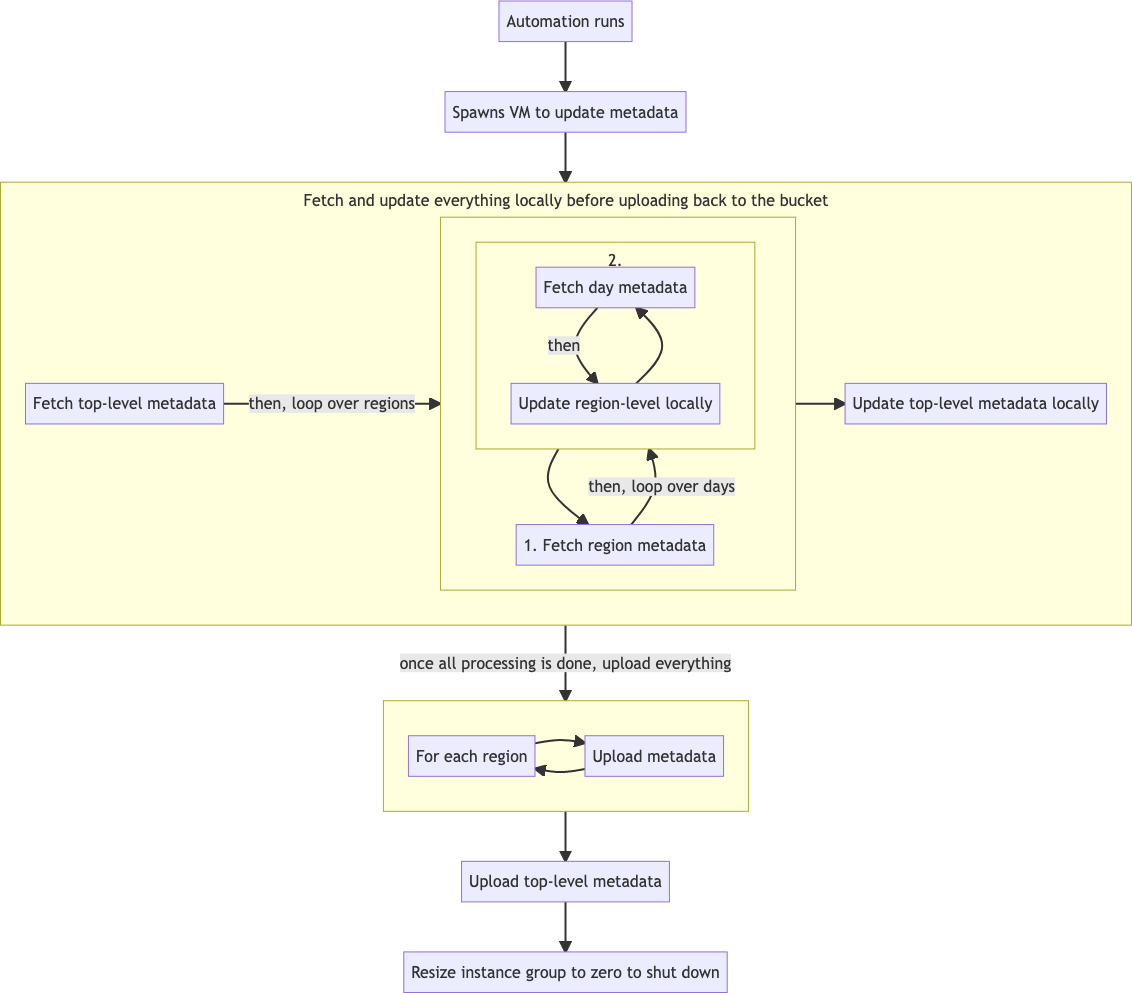 Automation runs
Spawns VM to update metadata
Fetch and update everything locally before uploading back to the bucket
2.
Fetch day metadata
then
Update region-level locally
Fetch top-level metadata
then, loop over regions
Update top-level metadata locally
then, loop over days
1. Fetch region metadata
once all processing is done, upload everything
For each region
Upload metadata
Upload top-level metadata
Resize instance group to zero to shut down